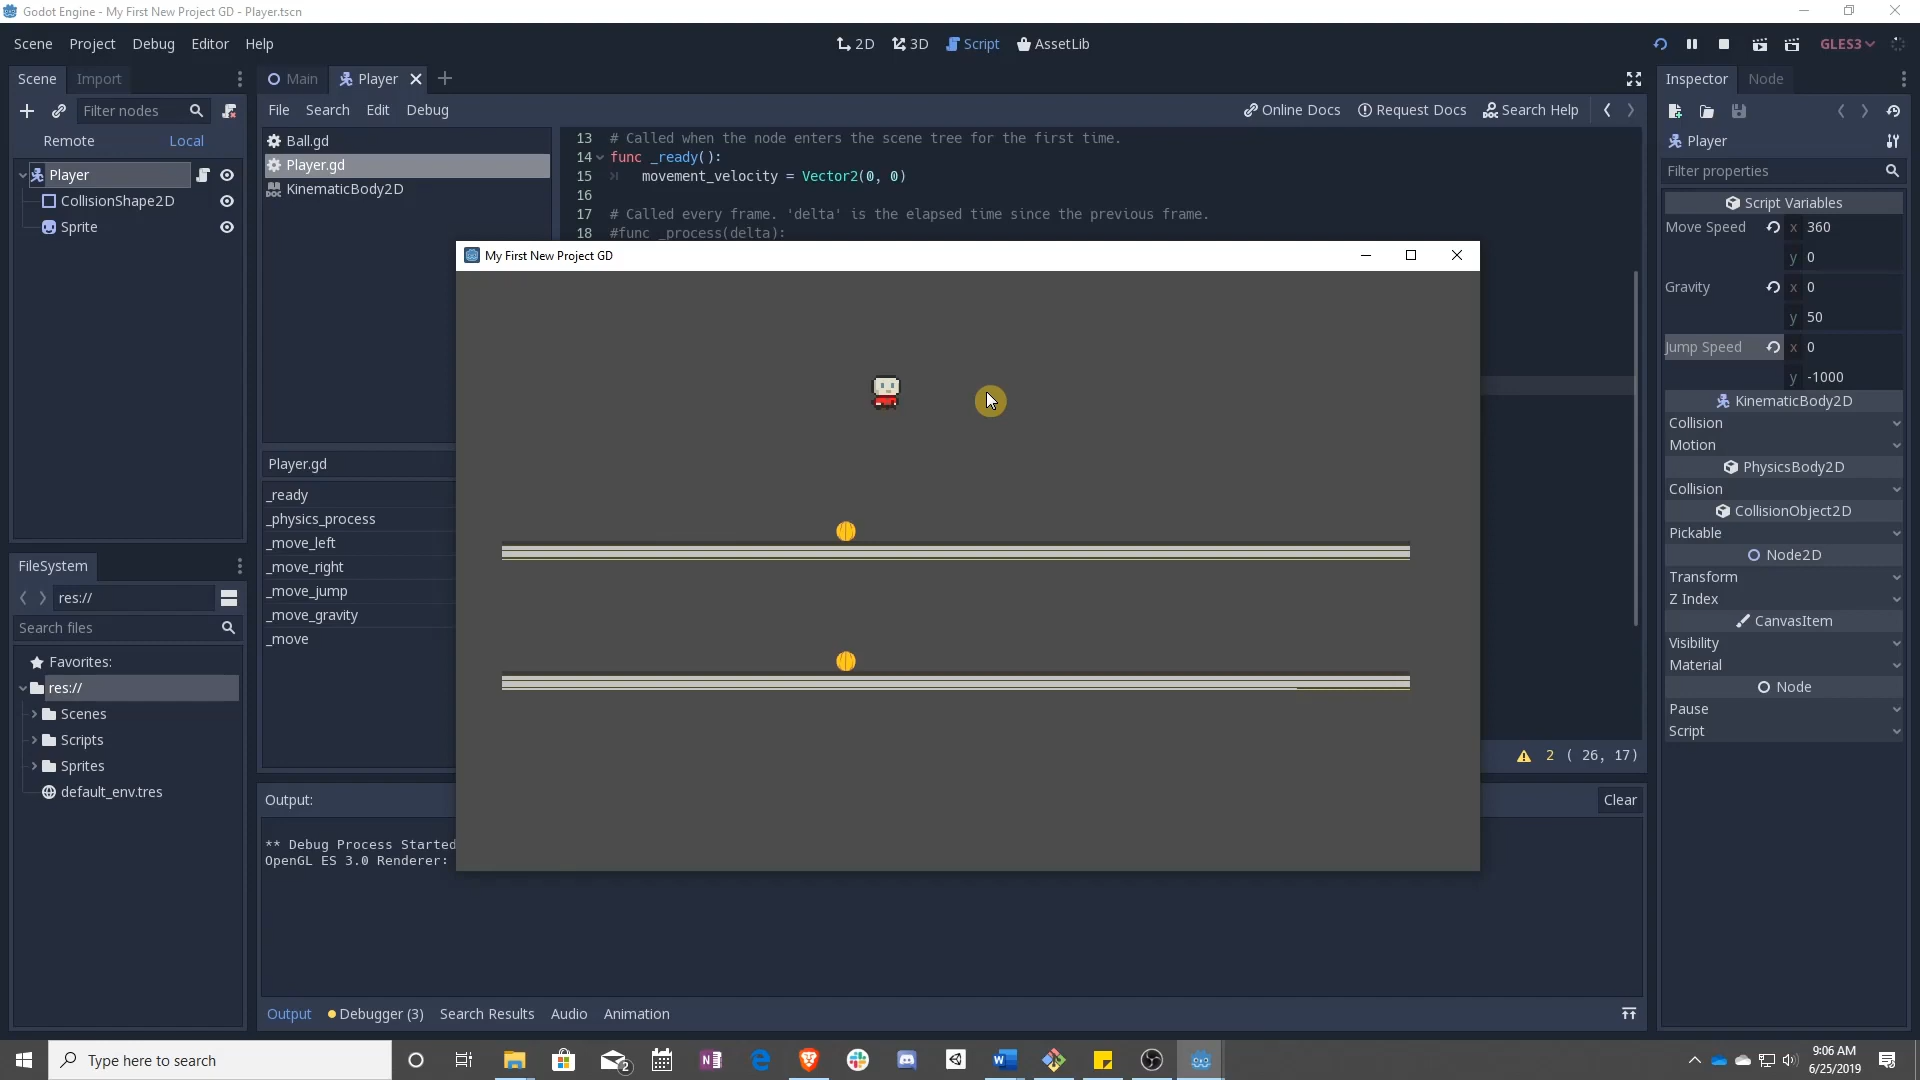 Godot Engine - My First New Project GD - Player.tscn
Scene Project Debug Editor Help
2D 3D Script AssetLib
GLES3
Scene Import
Main Player
Inspector Node
Filter nodes
File Search Edit Debug
Online Docs Request Docs Search Help
Remote Local
Ball.gd
Player.gd
KinematicBody2D
13 # Called when the node enters the scene tree for the first time.
14 func _ready():
15 movement_velocity = Vector2(0, 0)
16
17 # Called every frame. 'delta' is the elapsed time since the previous frame.
18 #func _process(delta):
Player
CollisionShape2D
Sprite
Player
Filter properties
Script Variables
Move Speed x 360
y 0
Gravity x 0
y 50
Jump Speed x 0
y -1000
KinematicBody2D
Collision
Motion
PhysicsBody2D
Collision
CollisionObject2D
Pickable
Node2D
Transform
Z Index
CanvasItem
Visibility
Material
Node
Pause
Script
My First New Project GD
Player.gd
_ready
_physics_process
_move_left
_move_right
_move_jump
_move_gravity
_move
FileSystem
res://
Search files
Favorites:
res://
Scenes
Scripts
Sprites
default_env.tres
2 ( 26, 17)
Output:
Clear
** Debug Process Started
OpenGL ES 3.0 Renderer:
Output Debugger (3) Search Results Audio Animation
Type here to search
2
9:06 AM
6/25/2019